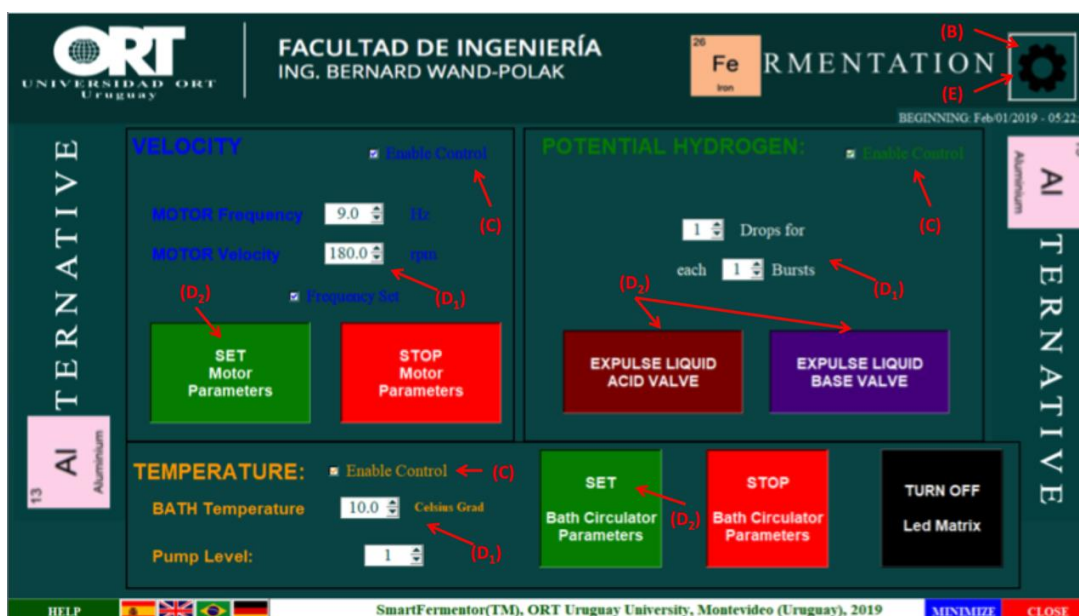 ORT
UNIVERSIDAD ORT
Uruguay
FACULTAD DE INGENIERÍA
ING. BERNARD WAND-POLAK
26
Fe
Iron
RMENTATION
(B)
(E)
BEGINNING: Feb/01/2019 - 05:22:
TERNATIVE
13
Al
Aluminium
VELOCITY
Enable Control
(C)
MOTOR Frequency 9.0 Hz
MOTOR Velocity 180.0 rpm
(D₂)
(D₁)
Frequency Set
SET
Motor
Parameters
STOP
Motor
Parameters
POTENTIAL HYDROGEN:
Enable Control
(C)
1 Drops for
each 1 Bursts
(D₂)
(D₁)
EXPULSE LIQUID
ACID VALVE
EXPULSE LIQUID
BASE VALVE
Al
Aluminium
TERNATIVE
TEMPERATURE:
Enable Control
(C)
BATH Temperature 10.0 Celsius Grad
(D₁)
Pump Level: 1
SET
Bath Circulator
Parameters
(D₂)
STOP
Bath Circulator
Parameters
TURN OFF
Led Matrix
HELP
SmartFermentor(TM), ORT Uruguay University, Montevideo (Uruguay), 2019
MINIMIZE
CLOSE